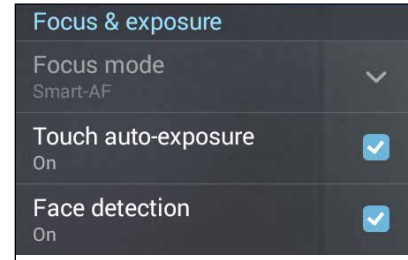 Focus & exposure
Focus mode
Smart-AF
Touch auto-exposure
On
Face detection
On